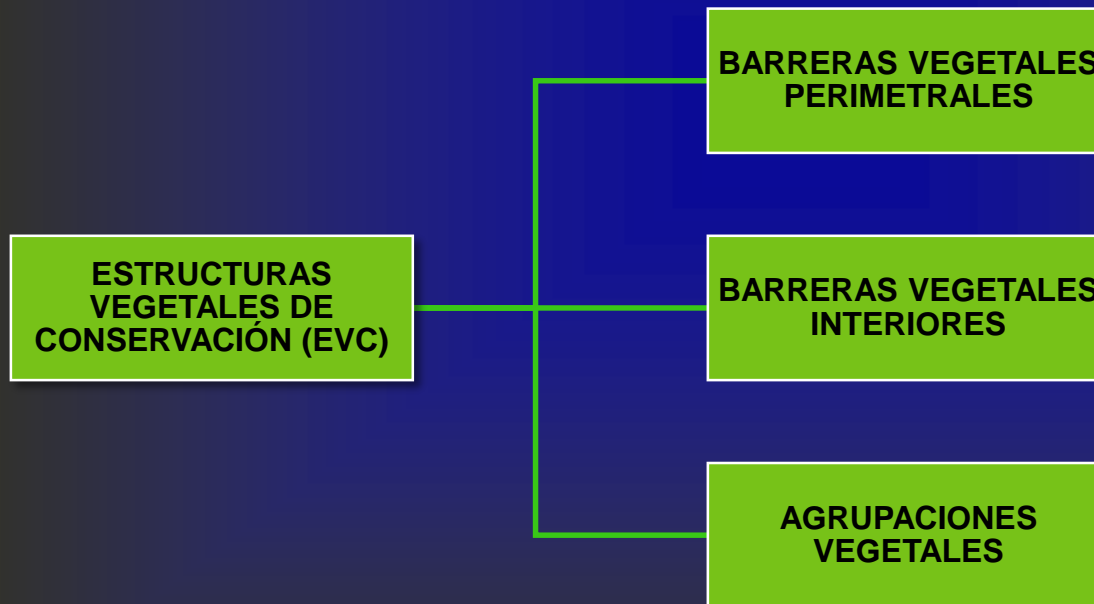 BARRERAS VEGETALES
PERIMETRALES
ESTRUCTURAS
VEGETALES DE
CONSERVACIÓN (EVC)
BARRERAS VEGETALES
INTERIORES
AGRUPACIONES
VEGETALES